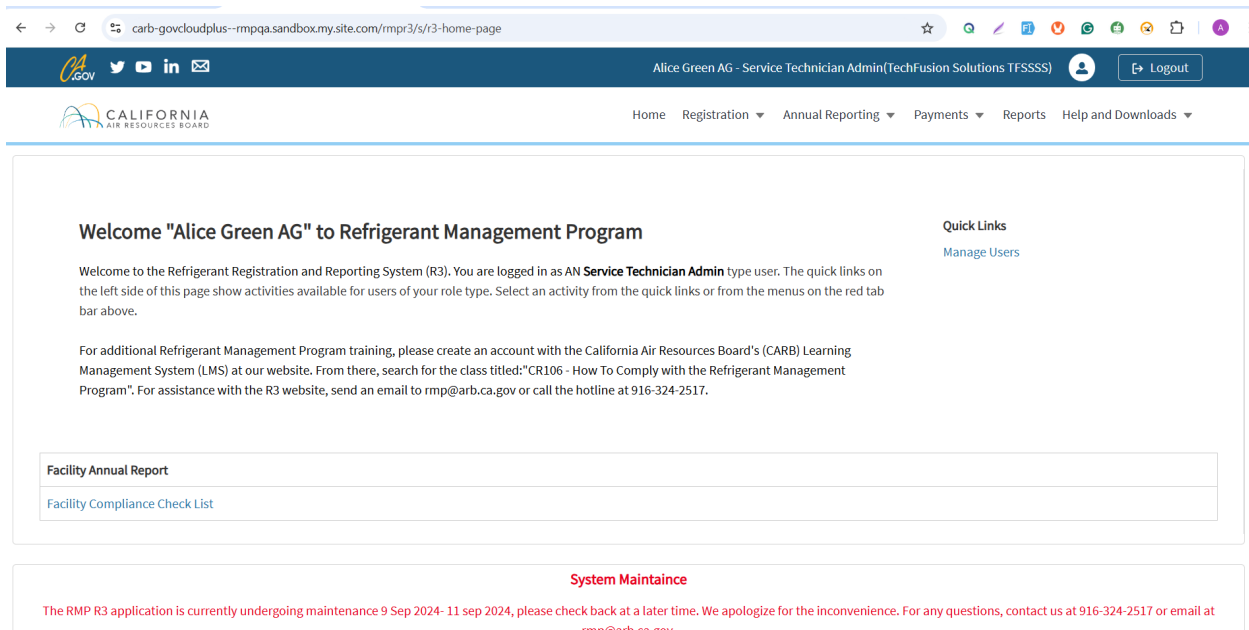 carb-govcloudplus--rmpqa.sandbox.my.site.com/rmpr3/s/r3-home-page
CA.GOV
Alice Green AG - Service Technician Admin(TechFusion Solutions TFSSSS)
Logout
CALIFORNIA
AIR RESOURCES BOARD
Home Registration Annual Reporting Payments Reports Help and Downloads
Welcome "Alice Green AG" to Refrigerant Management Program
Quick Links
Manage Users
Welcome to the Refrigerant Registration and Reporting System (R3). You are logged in as AN Service Technician Admin type user. The quick links on
the left side of this page show activities available for users of your role type. Select an activity from the quick links or from the menus on the red tab
bar above.
For additional Refrigerant Management Program training, please create an account with the California Air Resources Board's (CARB) Learning
Management System (LMS) at our website. From there, search for the class titled:"CR106 - How To Comply with the Refrigerant Management
Program". For assistance with the R3 website, send an email to rmp@arb.ca.gov or call the hotline at 916-324-2517.
Facility Annual Report
Facility Compliance Check List
System Maintaince
The RMP R3 application is currently undergoing maintenance 9 Sep 2024- 11 sep 2024, please check back at a later time. We apologize for the inconvenience. For any questions, contact us at 916-324-2517 or email at
rmp@arb.ca.gov